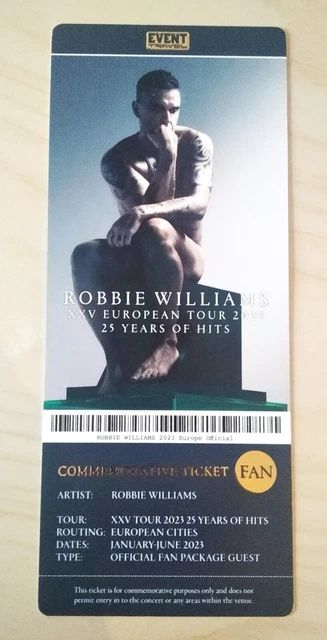 EVENT
TRAVEL
ROBBIE WILLIAMS
XXV EUROPEAN TOUR 2023
25 YEARS OF HITS
ROBBIE WILLIAMS 2023 Europe Official
COMMEMORATIVE TICKET
FAN
ARTIST: ROBBIE WILLIAMS
TOUR: XXV TOUR 2023 25 YEARS OF HITS
ROUTING: EUROPEAN CITIES
DATES: JANUARY-JUNE 2023
TYPE: OFFICIAL FAN PACKAGE GUEST
This ticket is for commemorative purposes only and does not
permit entry in to the concert or any areas within the venue.